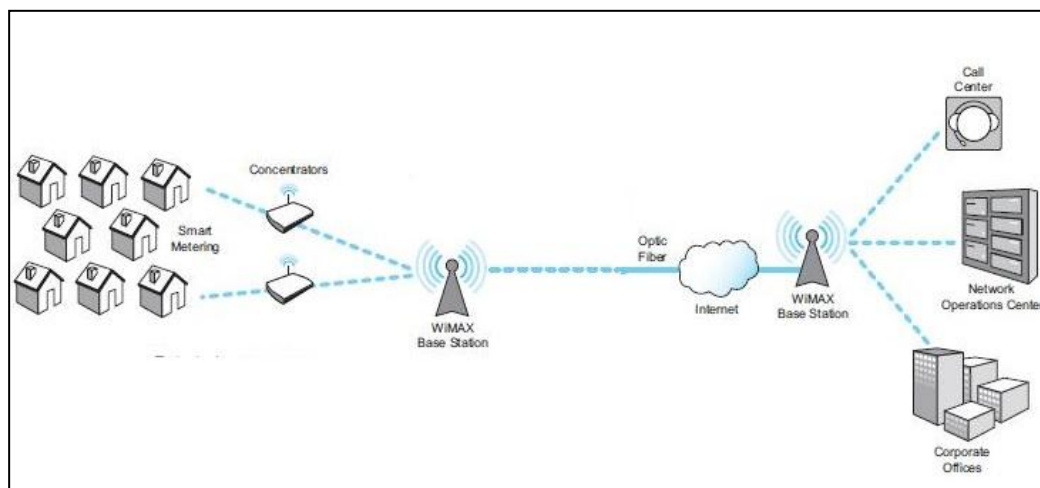 Call
Center
Concentrators
Smart
Metering
Optic
Fiber
Internet
WiMAX
Base Station
WiMAX
Base Station
Network
Operations Center
Corporate
Offices